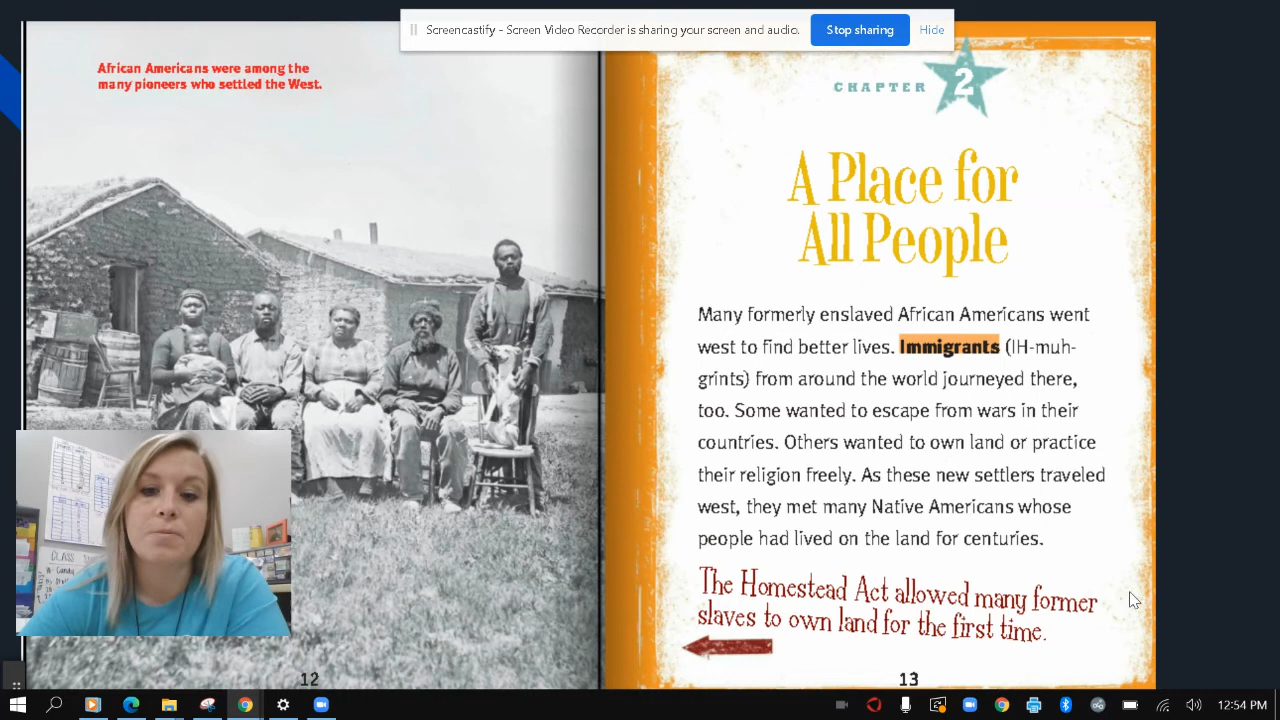 Screencastify - Screen Video Recorder is sharing your screen and audio.
Stop sharing
Hide
African Americans were among the
many pioneers who settled the West.
12
CHAPTER 2
A Place for
All People
Many formerly enslaved African Americans went
west to find better lives. Immigrants (IH-muh-
grints) from around the world journeyed there,
too. Some wanted to escape from wars in their
countries. Others wanted to own land or practice
their religion freely. As these new settlers traveled
west, they met many Native Americans whose
people had lived on the land for centuries.
The Homestead Act allowed many former
slaves to own land for the first time.
13
CLASS
12:54 PM